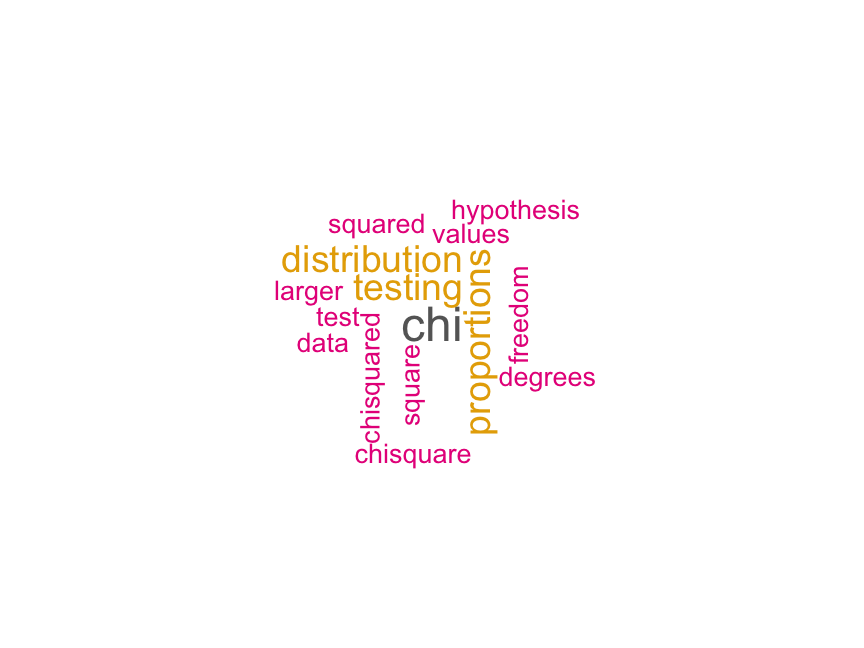 hypothesis
squared
values
distribution
testing
proportions
larger
freedom
test
chi
data
chisquared
square
degrees
chisquare